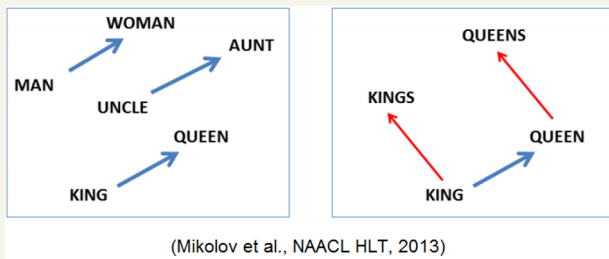 WOMAN
AUNT
MAN
UNCLE
QUEEN
KING
QUEENS
KINGS
QUEEN
KING
(Mikolov et al., NAACL HLT, 2013)